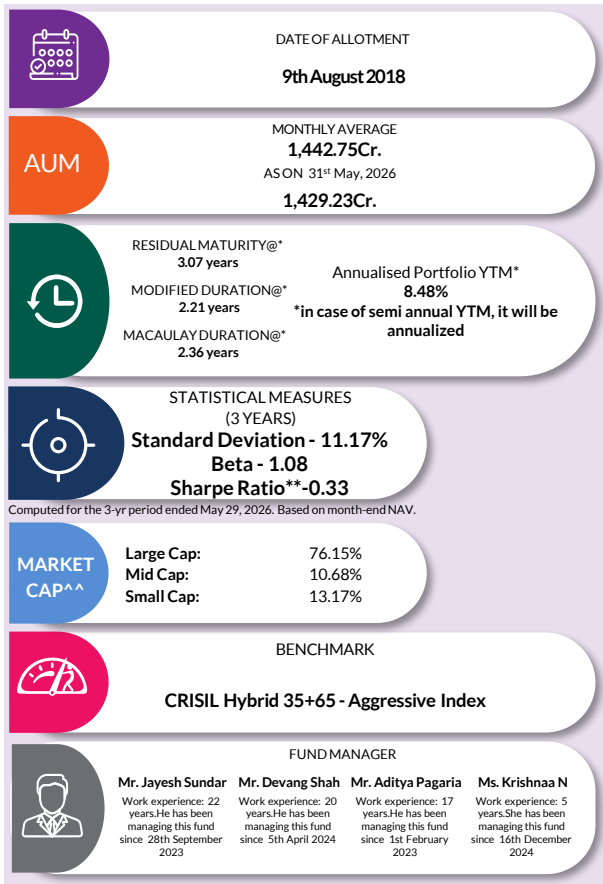 DATE OF ALLOTMENT
9th August 2018
AUM
MONTHLY AVERAGE
1,442.75Cr.
AS ON 31st May, 2026
1,429.23Cr.
RESIDUAL MATURITY@*
3.07 years
MODIFIED DURATION@*
2.21 years
MACAULAY DURATION@*
2.36 years
Annualised Portfolio YTM*
8.48%
*in case of semi annual YTM, it will be
annualized
STATISTICAL MEASURES
(3 YEARS)
Standard Deviation - 11.17%
Beta - 1.08
Sharpe Ratio**-0.33
Computed for the 3-yr period ended May 29, 2026. Based on month-end NAV.
MARKET
CAP^^
Large Cap: 76.15%
Mid Cap: 10.68%
Small Cap: 13.17%
BENCHMARK
CRISIL Hybrid 35+65 - Aggressive Index
FUND MANAGER
Mr. Jayesh Sundar
Work experience: 22
years.He has been
managing this fund
since 28th September
2023
Mr. Devang Shah
Work experience: 20
years.He has been
managing this fund
since 5th April 2024
Mr. Aditya Pagaria
Work experience: 17
years.He has been
managing this fund
since 1st February
2023
Ms. Krishnaa N
Work experience: 5
years.She has been
managing this fund
since 16th December
2024